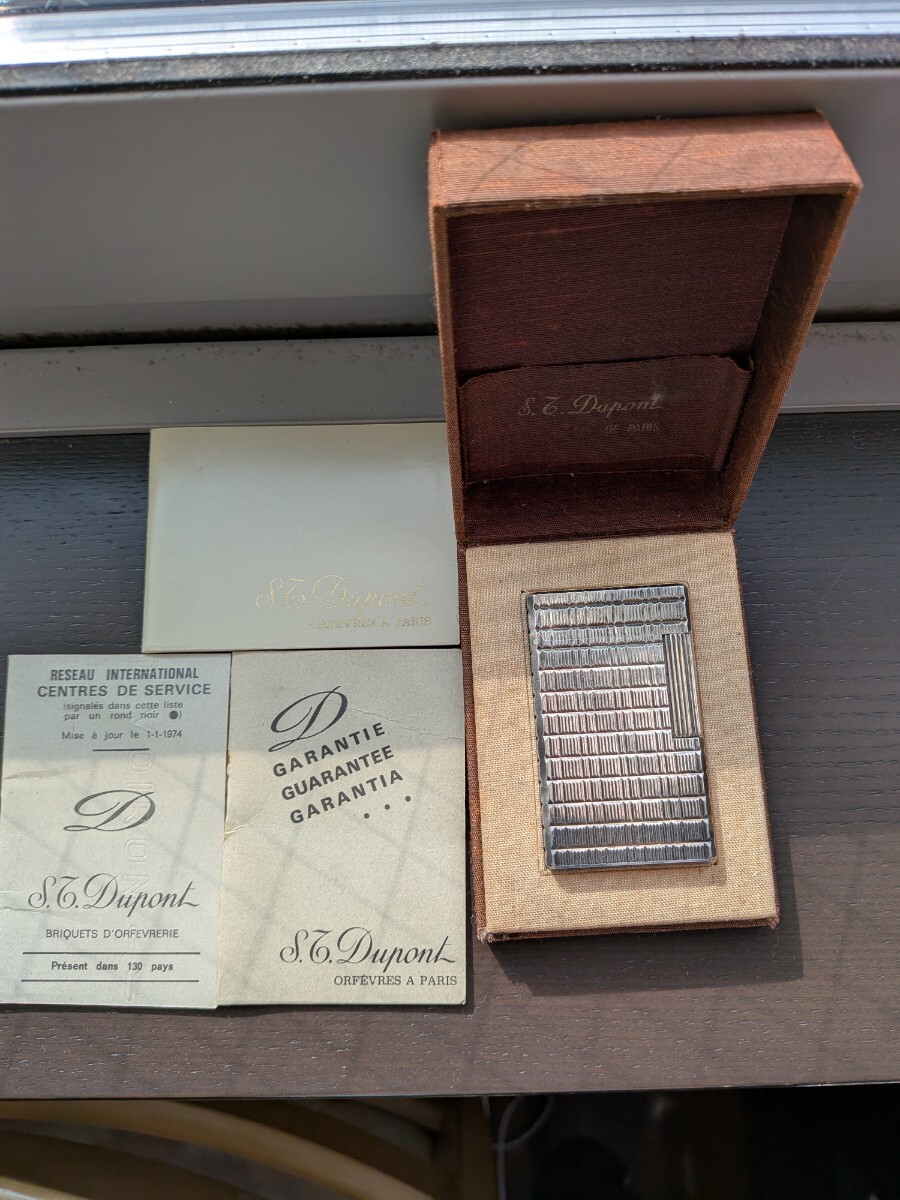 S.T. Dupont
OF PARIS
S.T. Dupont
ORFÈVRES A PARIS
RESEAU INTERNATIONAL
CENTRES DE SERVICE
(signalés dans cette liste
par un rond noir ●)
Mise à jour le 1-1-1974
D
S.T. Dupont
BRIQUETS D'ORFEVRERIE
Présent dans 130 pays
D
GARANTIE
GUARANTEE
GARANTIA
...
S.T. Dupont
ORFÈVRES A PARIS